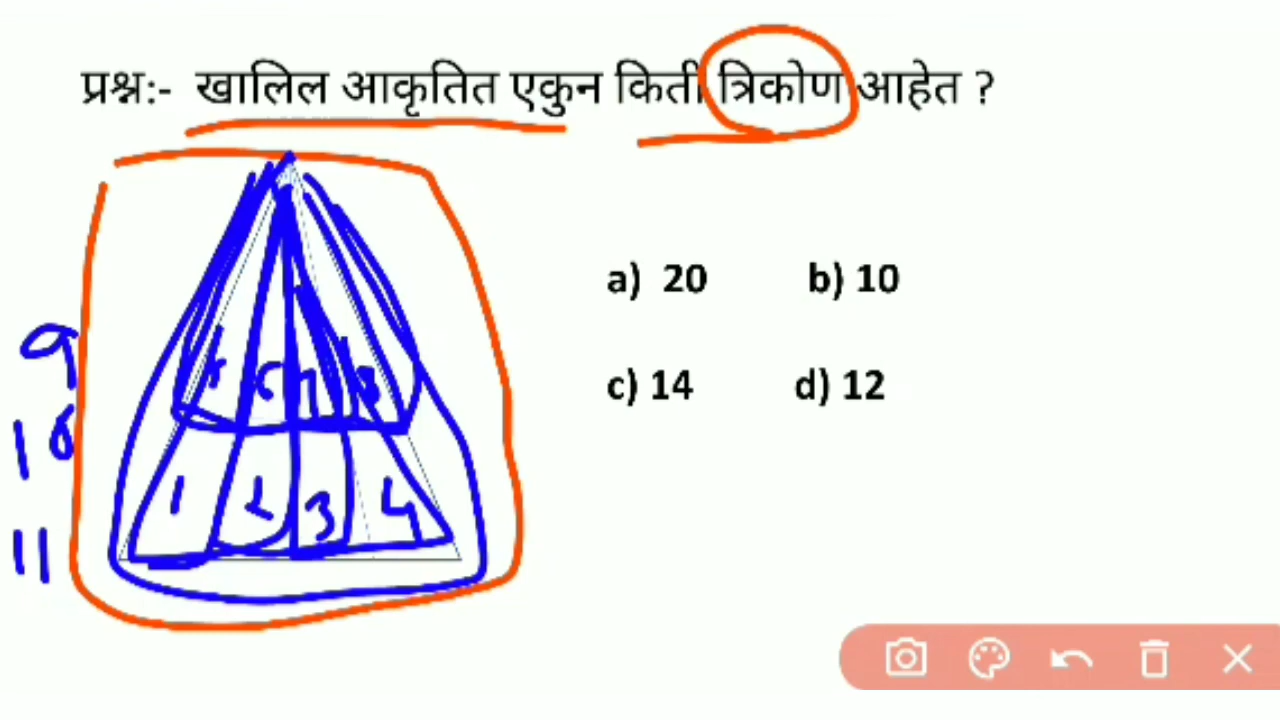 प्रश्न:- खालिल आकृतित एकुन किती त्रिकोण आहेत ?
a) 20 b) 10
c) 14 d) 12
9
10
11
5 6 7 8
1 2 3 4